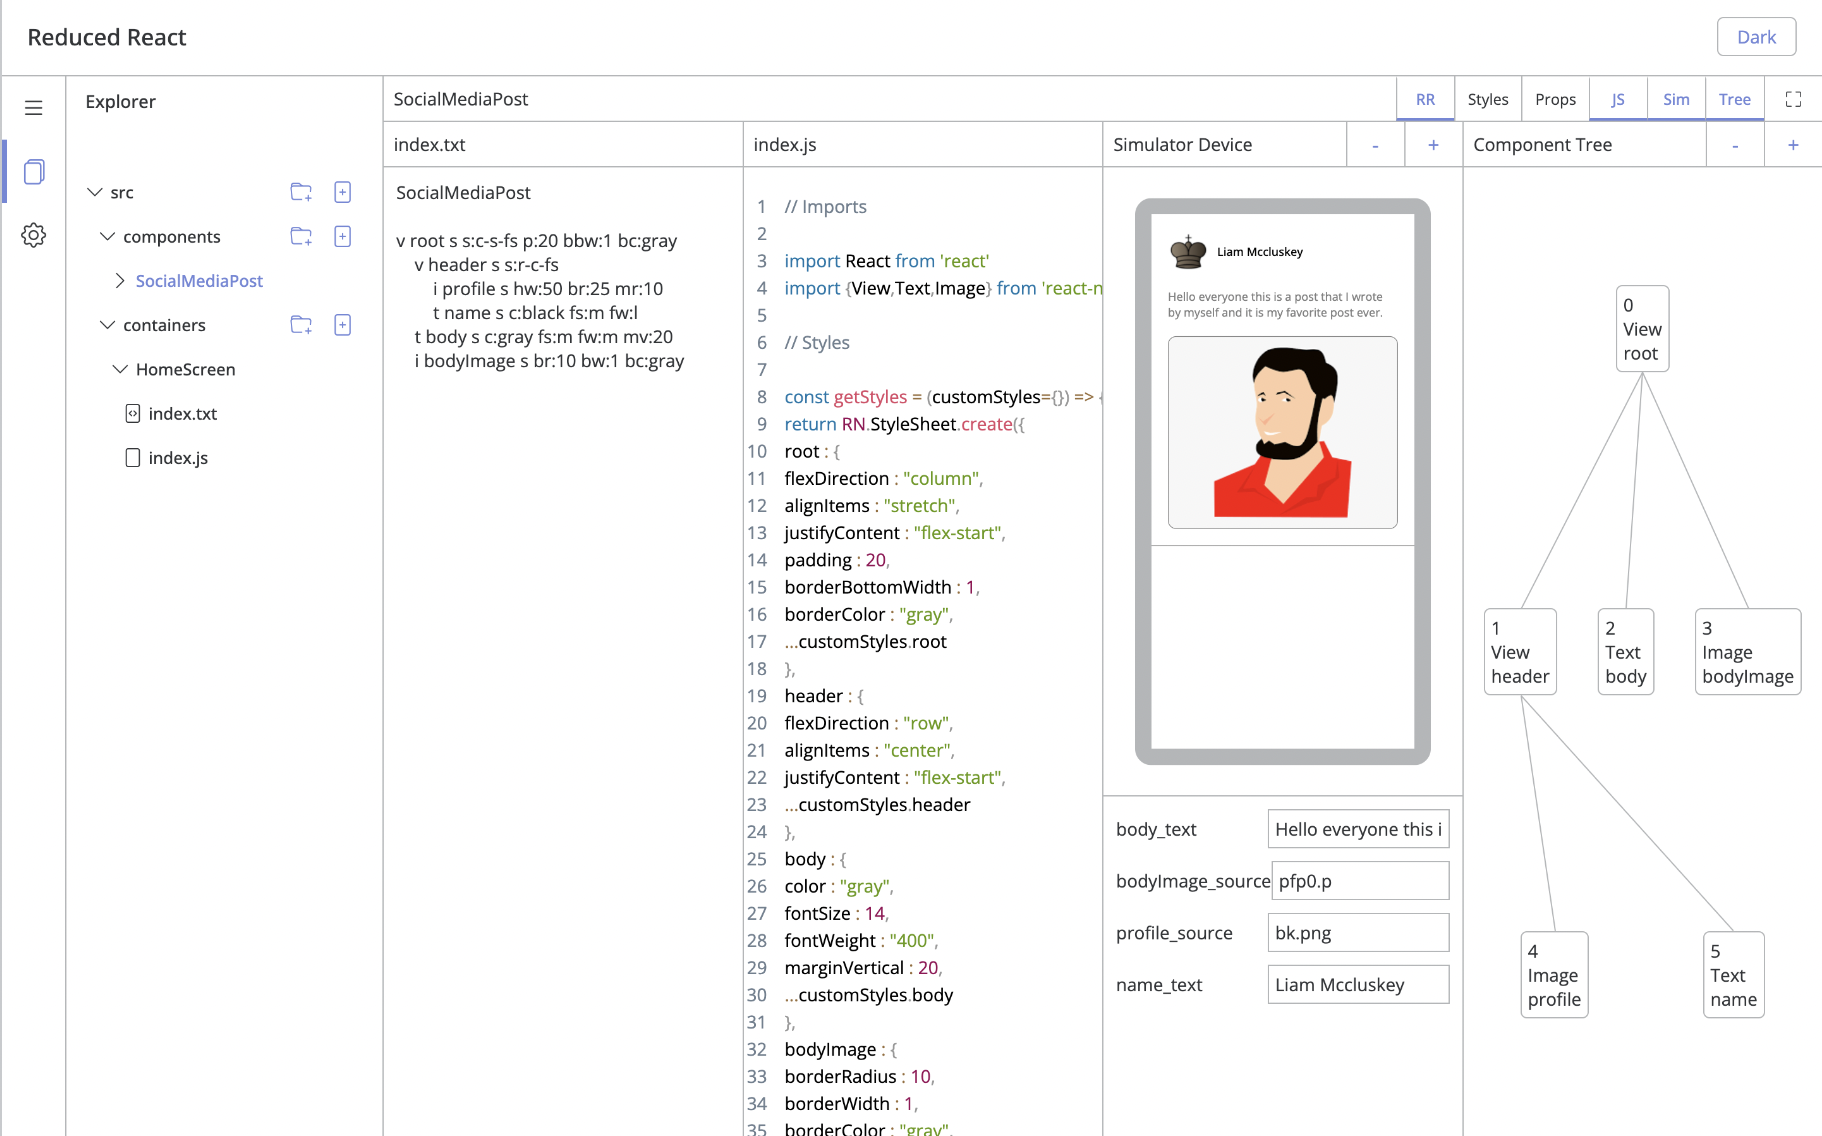 Reduced React
Dark
Explorer
src
components
SocialMediaPost
containers
HomeScreen
index.txt
index.js
SocialMediaPost
RR
Styles
Props
JS
Sim
Tree
index.txt
SocialMediaPost
v root s s:c-s-fs p:20 bbw:1 bc:gray
v header s s:r-c-fs
i profile s hw:50 br:25 mr:10
t name s c:black fs:m fw:l
t body s c:gray fs:m fw:m mv:20
i bodyImage s br:10 bw:1 bc:gray
index.js
1 // Imports
2
3 import React from 'react'
4 import {View,Text,Image} from 'react-n
5
6 // Styles
7
8 const getStyles = (customStyles={}) => {
9 return RN.StyleSheet.create({
10 root : {
11 flexDirection : "column",
12 alignItems : "stretch",
13 justifyContent : "flex-start",
14 padding : 20,
15 borderBottomWidth : 1,
16 borderColor : "gray",
17 ...customStyles.root
18 },
19 header : {
20 flexDirection : "row",
21 alignItems : "center",
22 justifyContent : "flex-start",
23 ...customStyles.header
24 },
25 body : {
26 color : "gray",
27 fontSize : 14,
28 fontWeight : "400",
29 marginVertical : 20,
30 ...customStyles.body
31 },
32 bodyImage : {
33 borderRadius : 10,
34 borderWidth : 1,
35 borderColor : "gray",
Simulator Device
-
+
Liam Mccluskey
Hello everyone this is a post that I wrote
by myself and it is my favorite post ever.
body_text
Hello everyone this i
bodyImage_source
pfp0.p
profile_source
bk.png
name_text
Liam Mccluskey
Component Tree
-
+
0
View
root
1
View
header
2
Text
body
3
Image
bodyImage
4
Image
profile
5
Text
name